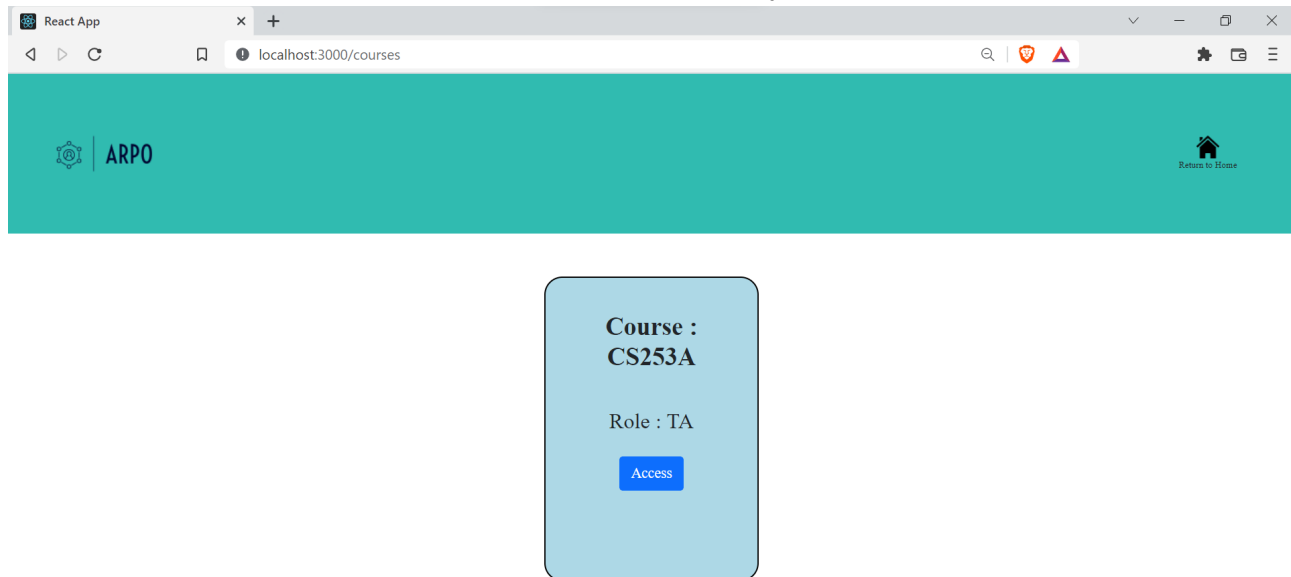 React App
localhost:3000/courses
ARPO
Return to Home
Course :
CS253A
Role : TA
Access